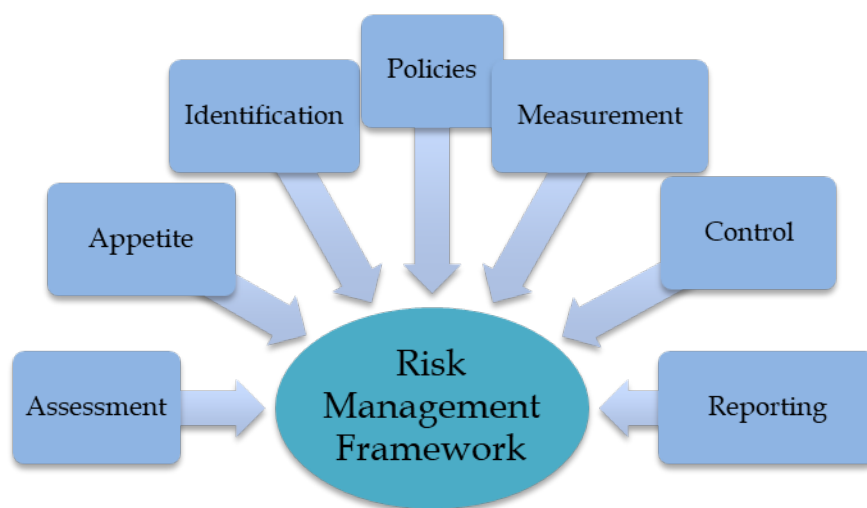 Policies
Identification
Measurement
Appetite
Control
Assessment
Risk
Management
Framework
Reporting